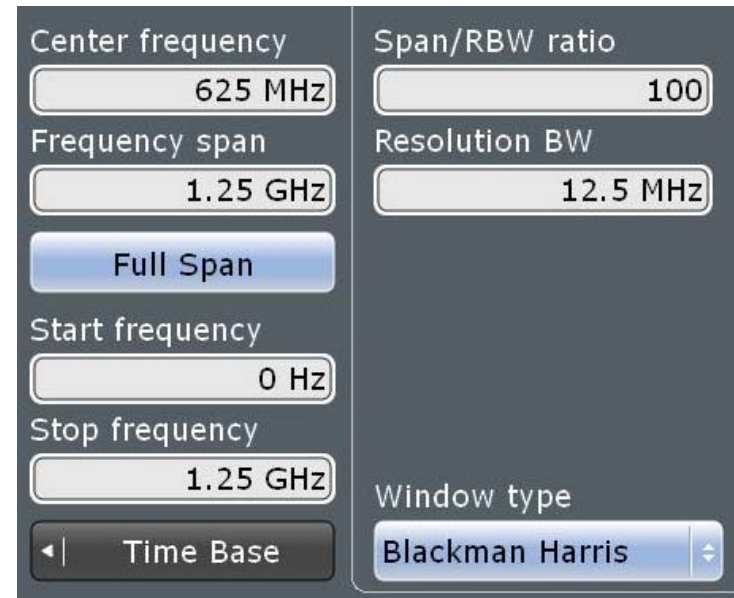 Center frequency
625 MHz
Frequency span
1.25 GHz
Full Span
Start frequency
0 Hz
Stop frequency
1.25 GHz
Time Base
Span/RBW ratio
100
Resolution BW
12.5 MHz
Window type
Blackman Harris